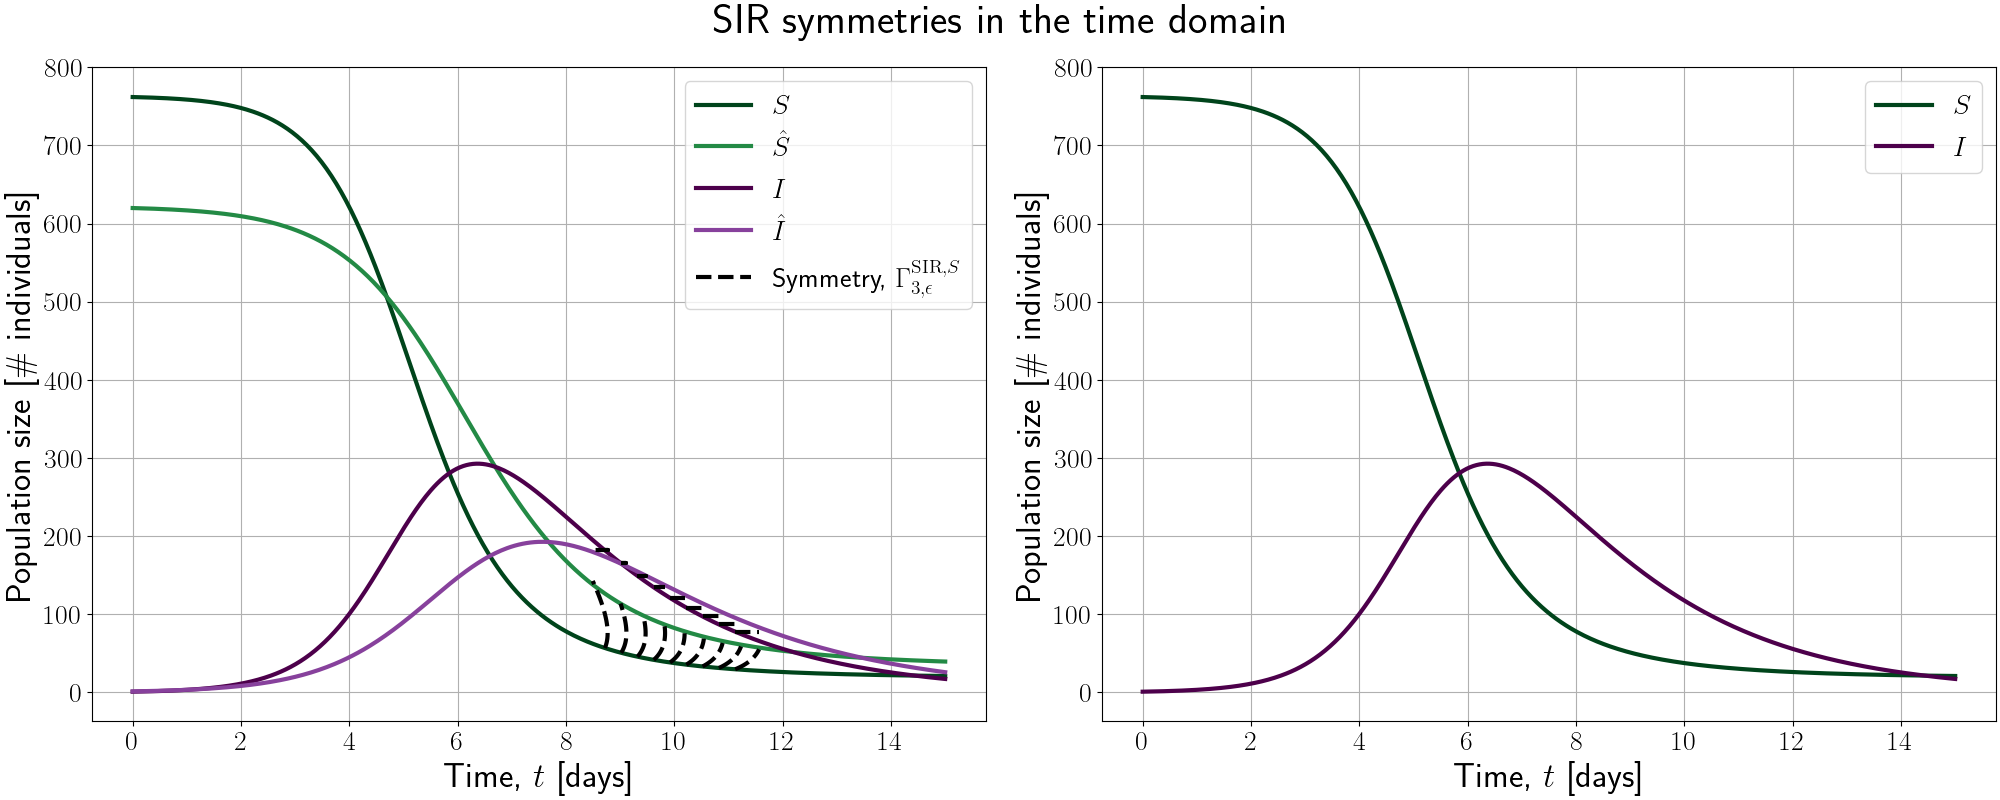 SIR symmetries in the time domain
Population size [# individuals]
800
700
600
500
400
300
200
100
0
S
Ŝ
I
Î
Symmetry, Γ₃,ϵ^SIR,S
0 2 4 6 8 10 12 14
Time, t [days]
Population size [# individuals]
800
700
600
500
400
300
200
100
0
S
I
0 2 4 6 8 10 12 14
Time, t [days]